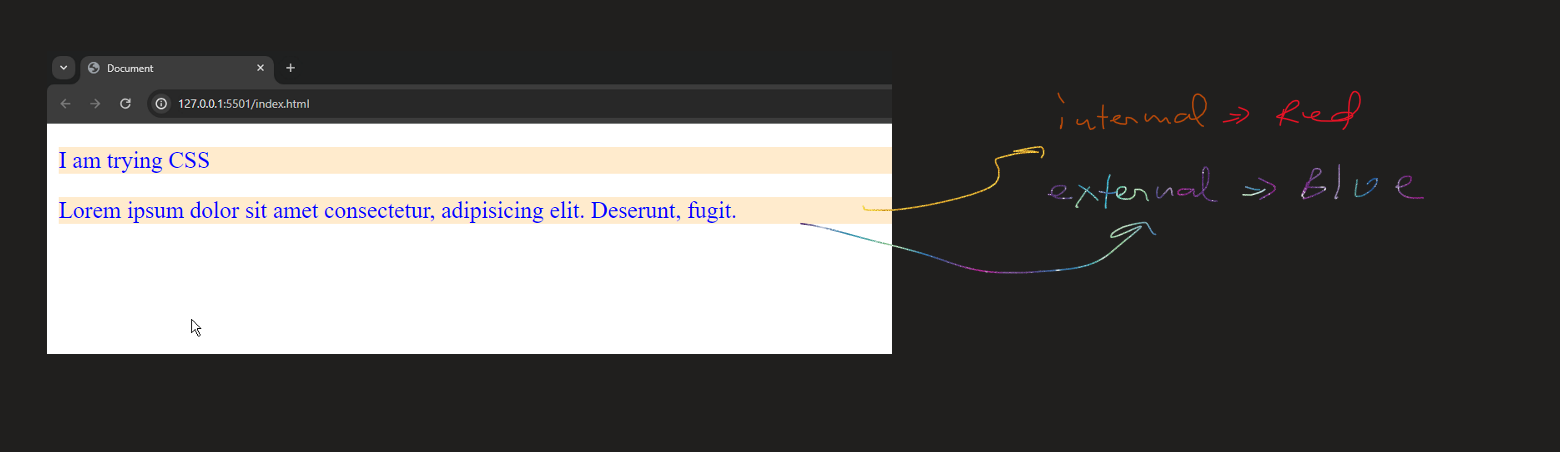 Document
127.0.0.1:5501/index.html
I am trying CSS
Lorem ipsum dolor sit amet consectetur, adipisicing elit. Deserunt, fugit.
internal => Red
external => Blue